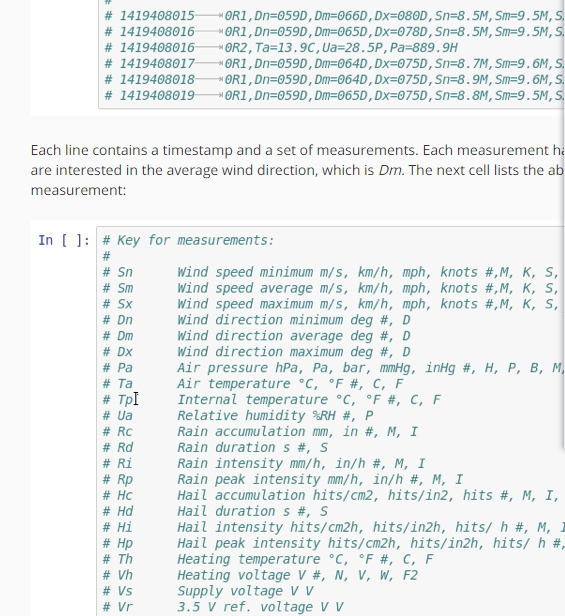 #
# 1419408015	0R1,Dn=059D,Dm=066D,Dx=080D,Sn=8.5M,Sm=9.5M,S
# 1419408016	0R1,Dn=059D,Dm=065D,Dx=078D,Sn=8.5M,Sm=9.5M,S
# 1419408016	0R2,Ta=13.9C,Ua=28.5P,Pa=889.9H
# 1419408017	0R1,Dn=059D,Dm=064D,Dx=075D,Sn=8.7M,Sm=9.6M,S
# 1419408018	0R1,Dn=059D,Dm=064D,Dx=075D,Sn=8.9M,Sm=9.6M,S
# 1419408019	0R1,Dn=059D,Dm=065D,Dx=075D,Sn=8.8M,Sm=9.5M,S
Each line contains a timestamp and a set of measurements. Each measurement ha
are interested in the average wind direction, which is Dm. The next cell lists the ab
measurement:
In [ ]: # Key for measurements:
#
# Sn Wind speed minimum m/s, km/h, mph, knots #,M, K, S,
# Sm Wind speed average m/s, km/h, mph, knots #,M, K, S,
# Sx Wind speed maximum m/s, km/h, mph, knots #,M, K, S,
# Dn Wind direction minimum deg #, D
# Dm Wind direction average deg #, D
# Dx Wind direction maximum deg #, D
# Pa Air pressure hPa, Pa, bar, mmHg, inHg #, H, P, B, M,
# Ta Air temperature °C, °F #, C, F
# Tp Internal temperature °C, °F #, C, F
# Ua Relative humidity %RH #, P
# Rc Rain accumulation mm, in #, M, I
# Rd Rain duration s #, S
# Ri Rain intensity mm/h, in/h #, M, I
# Rp Rain peak intensity mm/h, in/h #, M, I
# Hc Hail accumulation hits/cm2, hits/in2, hits #, M, I,
# Hd Hail duration s #, S
# Hi Hail intensity hits/cm2h, hits/in2h, hits/ h #, M, I
# Hp Hail peak intensity hits/cm2h, hits/in2h, hits/ h #,
# Th Heating temperature °C, °F #, C, F
# Vh Heating voltage V #, N, V, W, F2
# Vs Supply voltage V V
# Vr 3.5 V ref. voltage V V